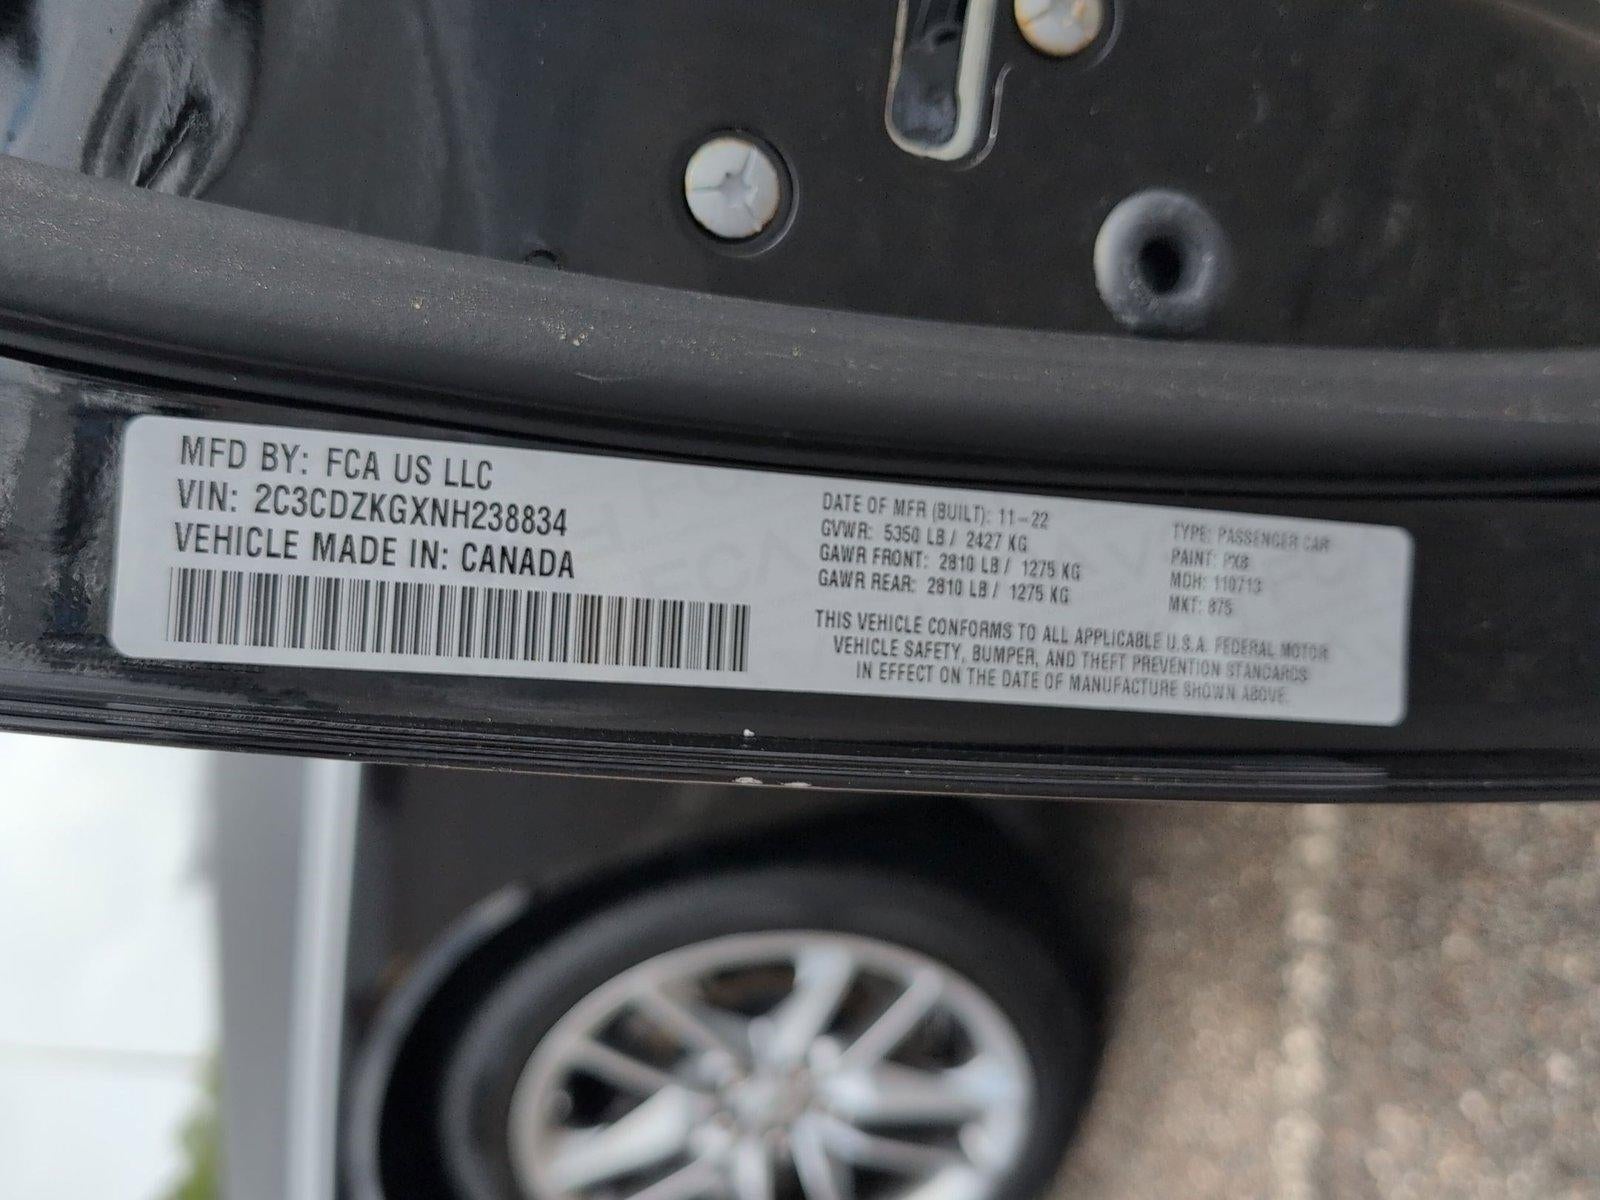 MFD BY: FCA US LLC
VIN: 2C3CDZKGXNH238834
VEHICLE MADE IN: CANADA
DATE OF MFR (BUILT): 11-22
GVWR: 5350 LB / 2427 KG
GAWR FRONT: 2810 LB / 1275 KG
GAWR REAR: 2810 LB / 1275 KG
TYPE: PASSENGER CAR
PAINT: PX8
MDH: 110713
MKT: 875
THIS VEHICLE CONFORMS TO ALL APPLICABLE U.S.A. FEDERAL MOTOR
VEHICLE SAFETY, BUMPER, AND THEFT PREVENTION STANDARDS
IN EFFECT ON THE DATE OF MANUFACTURE SHOWN ABOVE.